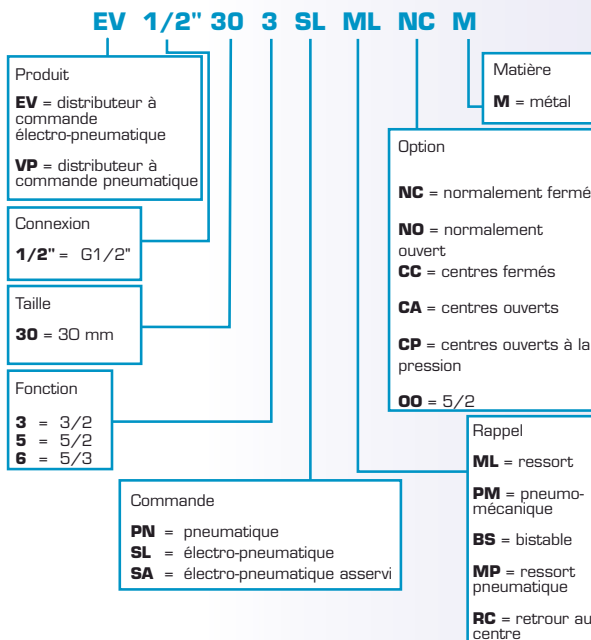 EV 1/2" 30 3 SL ML NC M
Produit
EV = distributeur à
commande
électro-pneumatique
VP = distributeur à
commande pneumatique
Connexion
1/2" = G1/2"
Taille
30 = 30 mm
Fonction
3 = 3/2
5 = 5/2
6 = 5/3
Commande
PN = pneumatique
SL = électro-pneumatique
SA = électro-pneumatique asservi
Matière
M = métal
Option
NC = normalement fermé
NO = normalement
ouvert
CC = centres fermés
CA = centres ouverts
CP = centres ouverts à la
pression
OO = 5/2
Rappel
ML = ressort
PM = pneumo-
mécanique
BS = bistable
MP = ressort
pneumatique
RC = retour au
centre